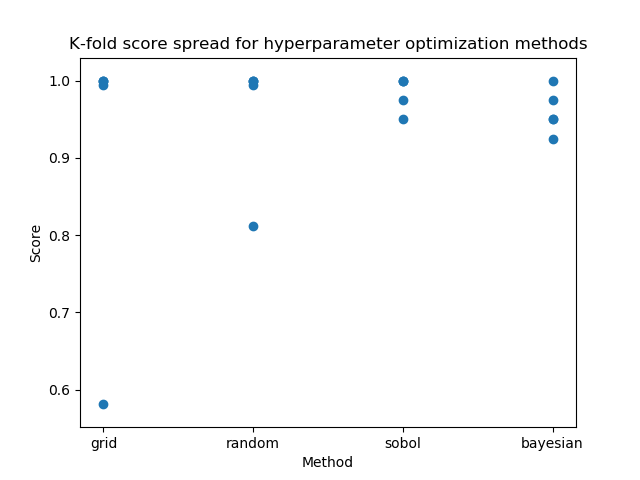 K-fold score spread for hyperparameter optimization methods
1.0
0.9
0.8
0.7
0.6
Score
grid
random
sobol
bayesian
Method